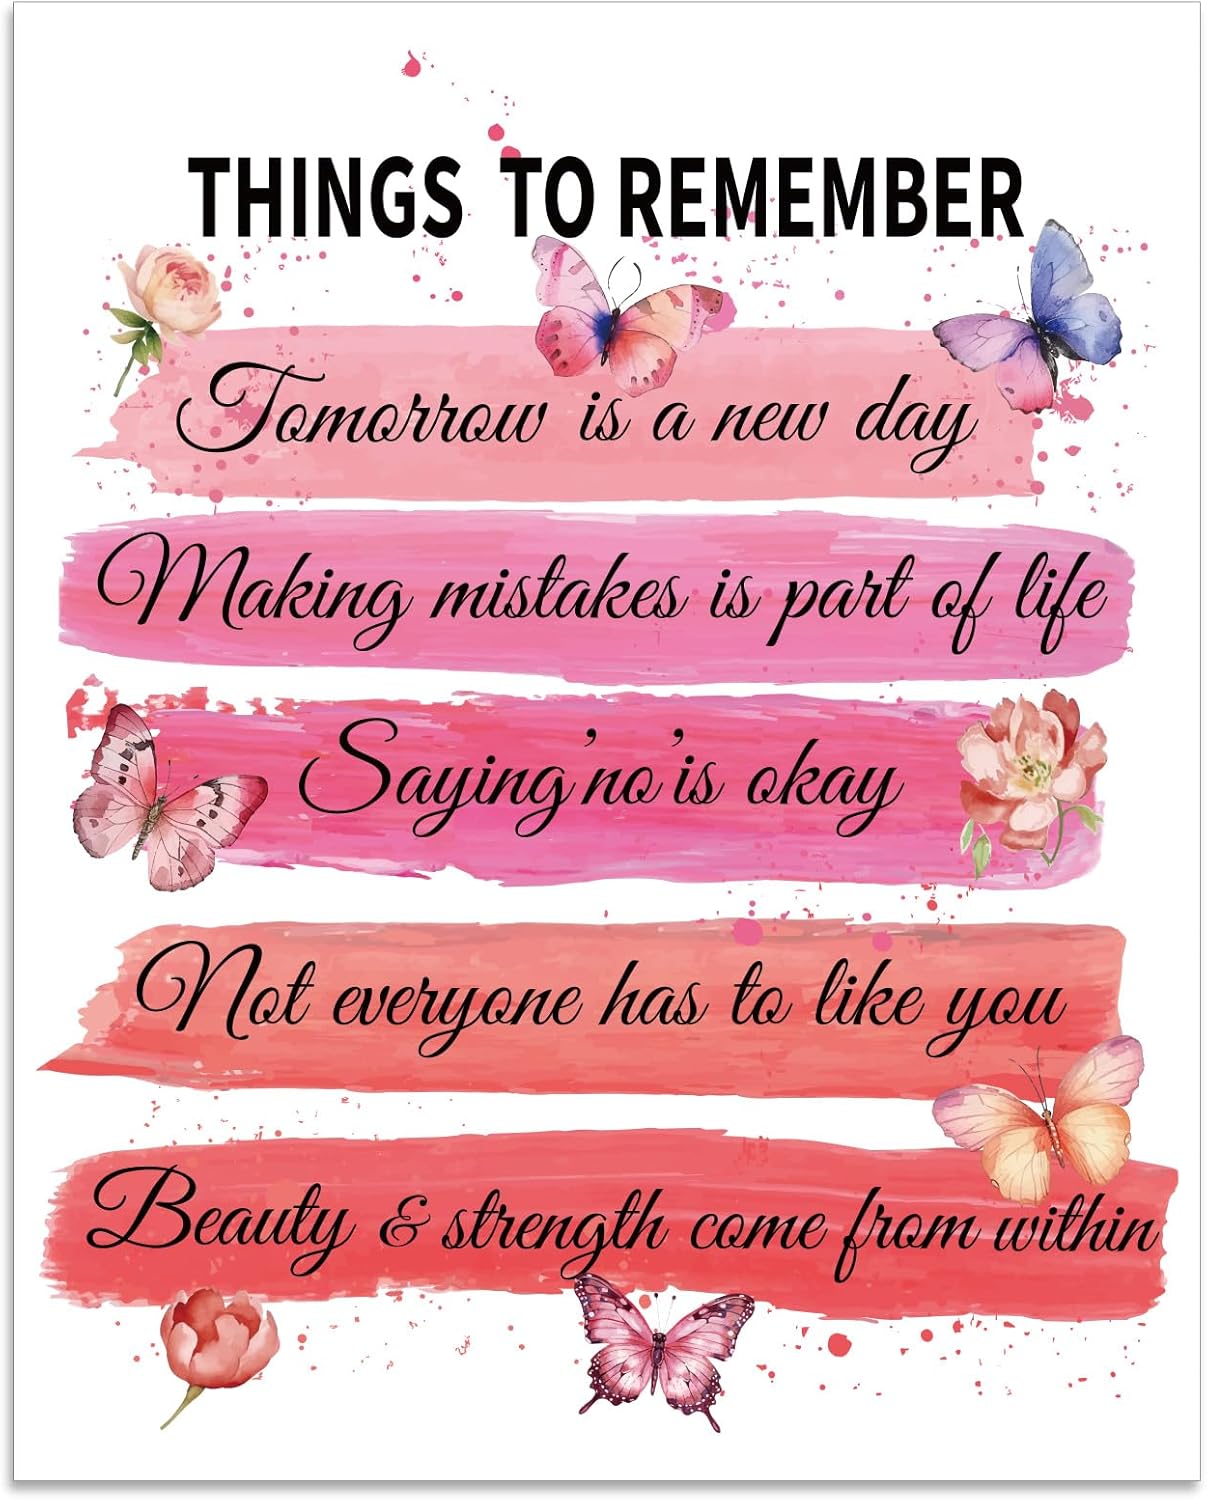 THINGS TO REMEMBER
Tomorrow is a new day
Making mistakes is part of life
Saying 'no' is okay
Not everyone has to like you
Beauty & strength come from within